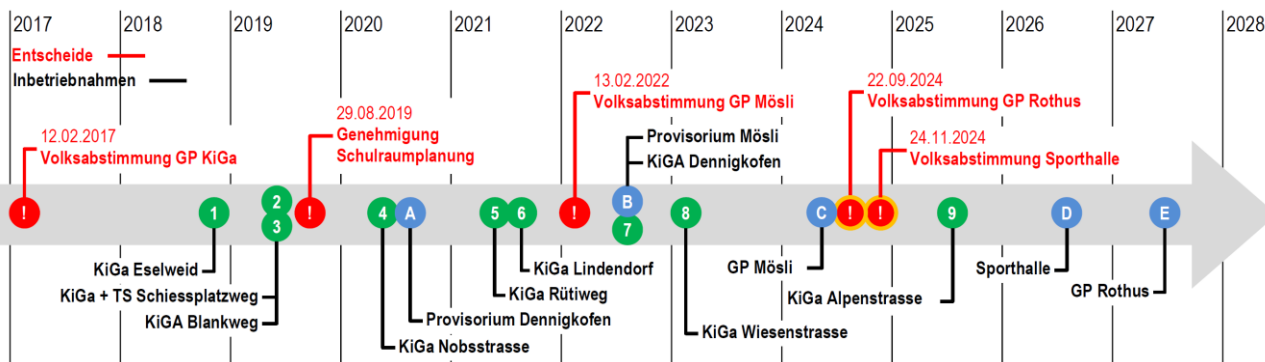 2017 2018 2019 2020 2021 2022 2023 2024 2025 2026 2027 2028
Entscheide
Inbetriebnahmen
12.02.2017
Volksabstimmung GP KiGa
29.08.2019
Genehmigung
Schulraumplanung
13.02.2022
Volksabstimmung GP Mösli
Provisorium Mösli
KiGA Dennigkofen
22.09.2024
Volksabstimmung GP Rothus
24.11.2024
Volksabstimmung Sporthalle
! 1 2 3 ! 4 A 5 6 ! B 7 8 C ! ! 9 D E
KiGa Eselweid
KiGa + TS Schiessplatzweg
KiGA Blankweg
KiGa Nobsstrasse
Provisorium Dennigkofen
KiGa Rütiweg
KiGa Lindendorf
KiGa Wiesenstrasse
GP Mösli
KiGa Alpenstrasse
Sporthalle
GP Rothus